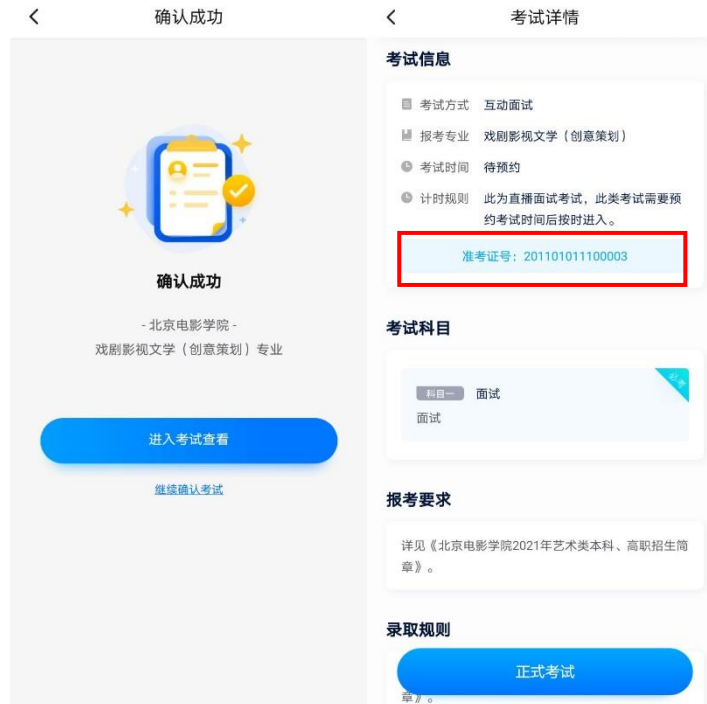 确认成功
确认成功
- 北京电影学院 -
戏剧影视文学（创意策划）专业
进入考试查看
继续确认考试
考试详情
考试信息
考试方式 互动面试
报考专业 戏剧影视文学（创意策划）
考试时间 待预约
计时规则 此为直播面试考试，此类考试需要预
约考试时间后按时进入。
准考证号：201101011100003
考试科目
科目一 面试
必考
面试
报考要求
详见《北京电影学院2021年艺术类本科、高职招生简
章》。
录取规则
正式考试
章》。